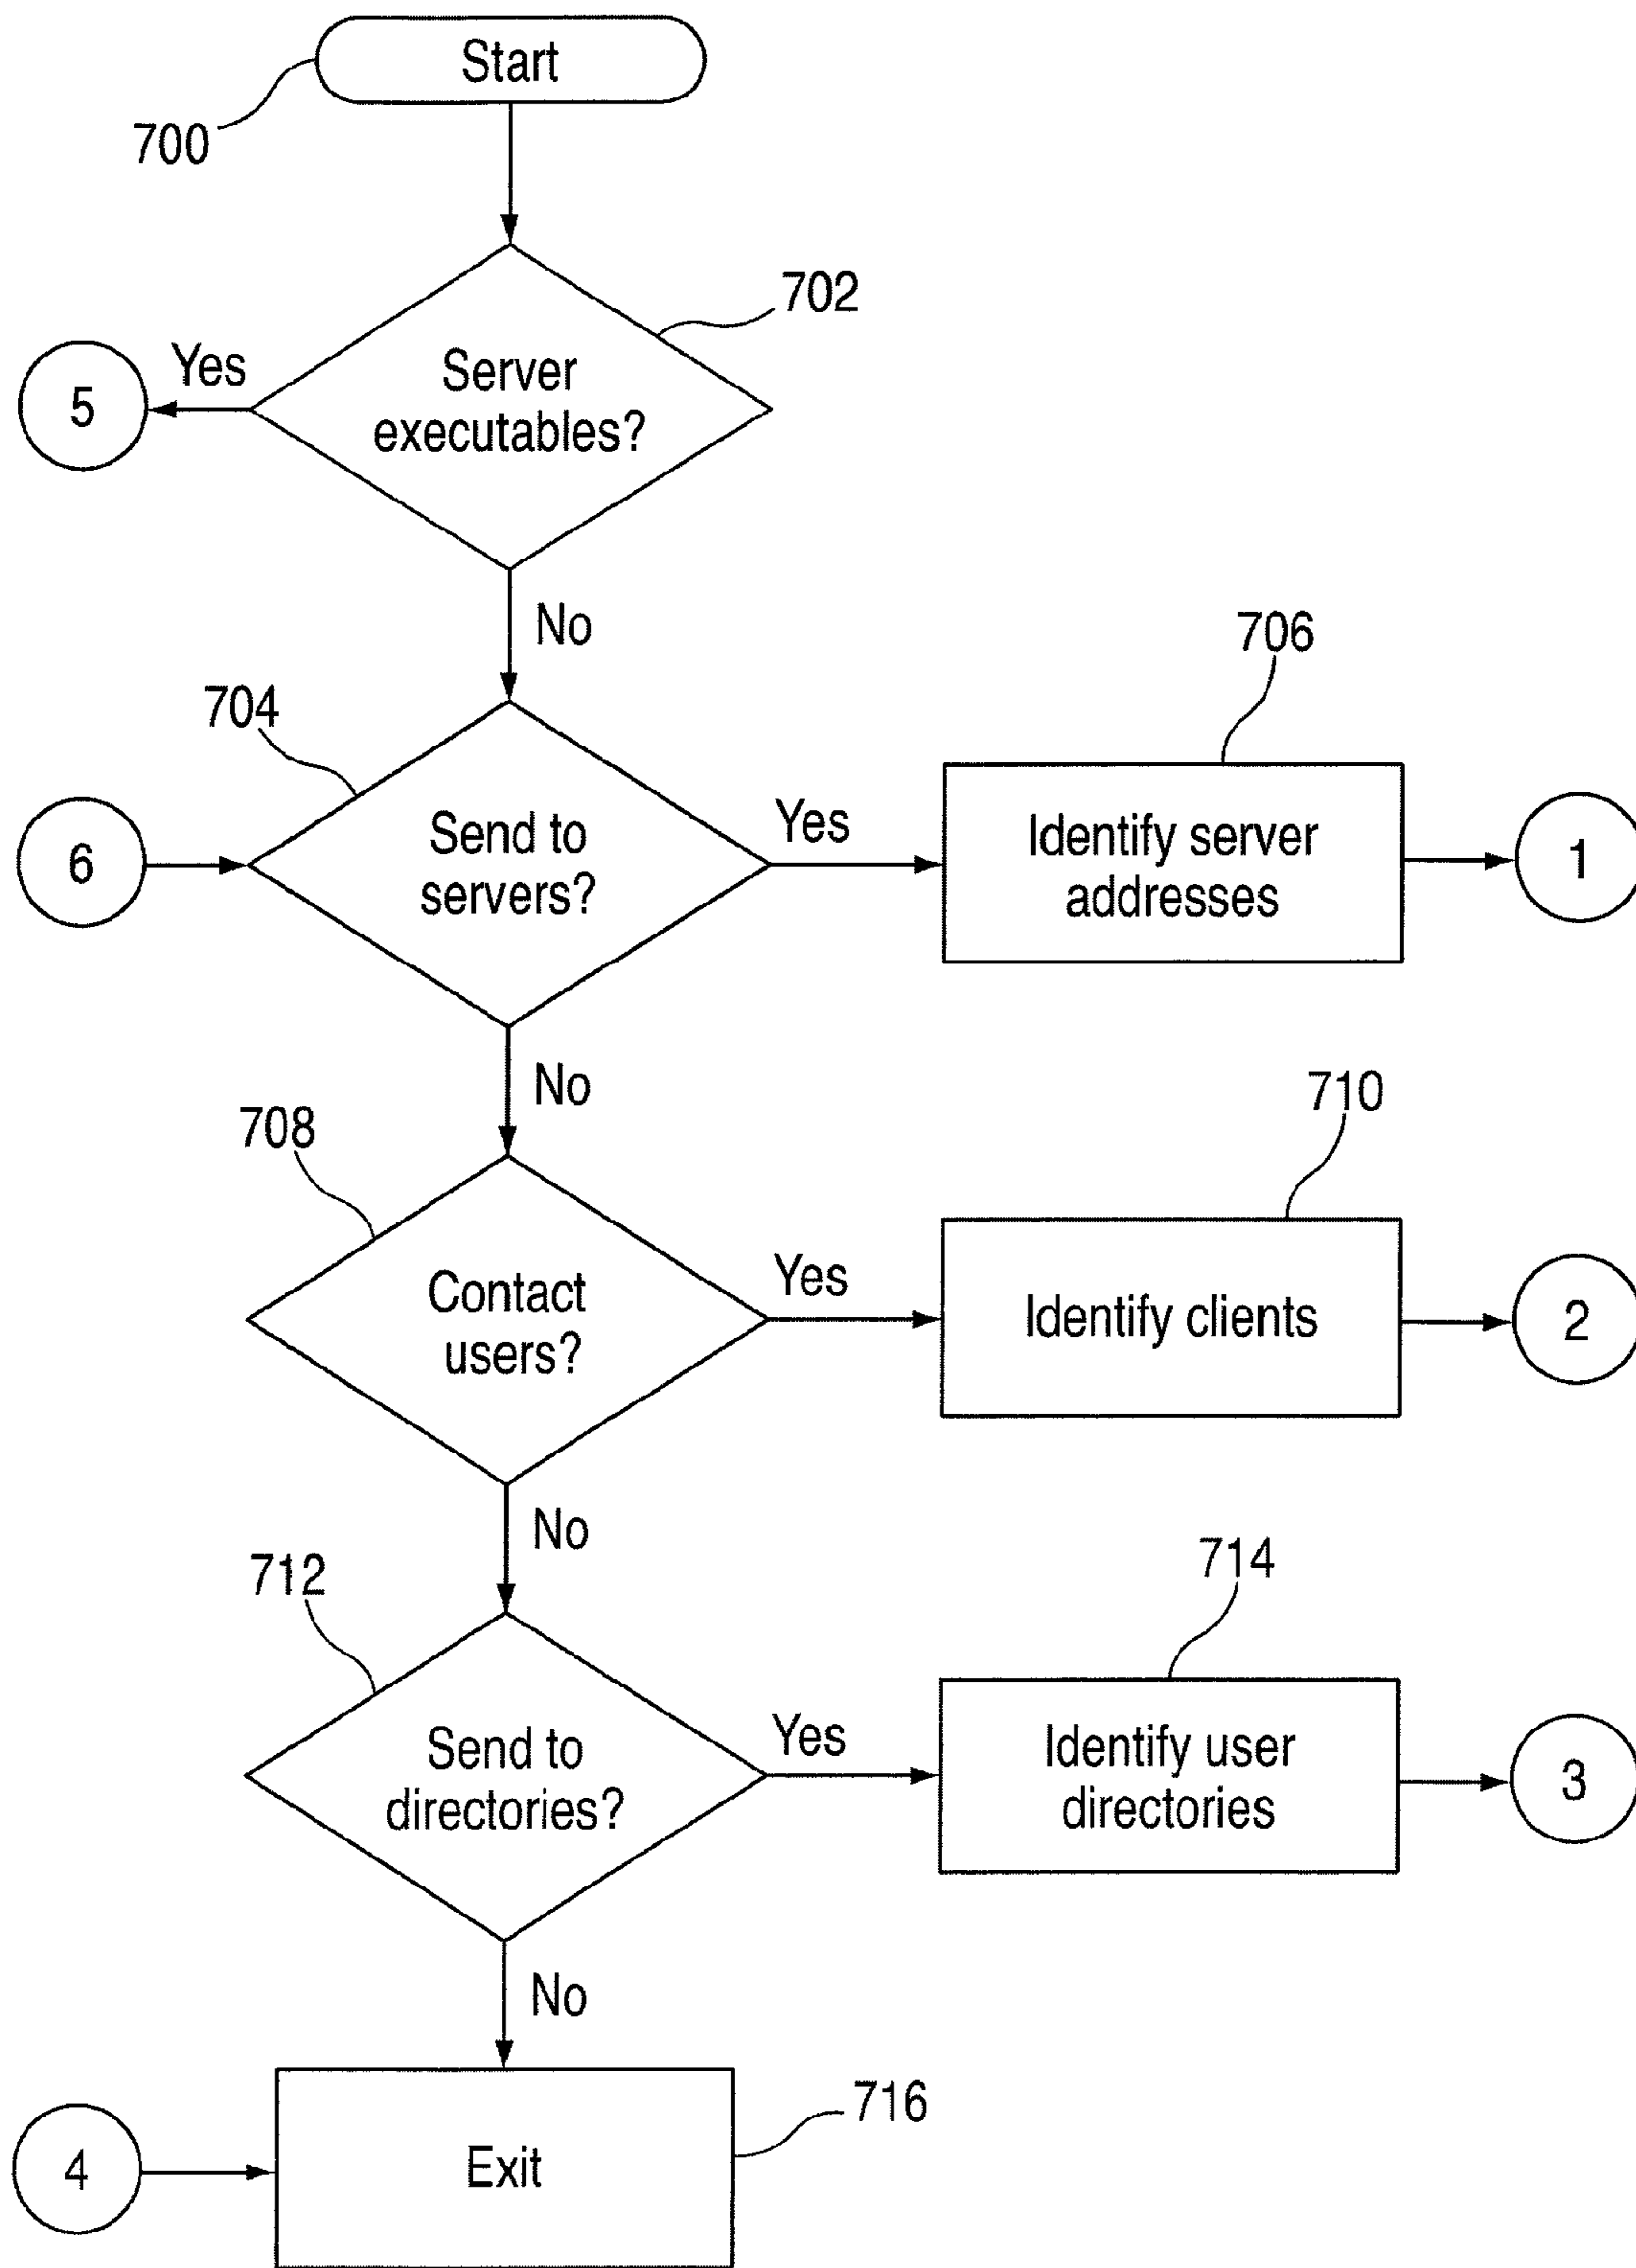 Start
700
702
Yes
5
Server
executables?
No
706
704
6
Send to
servers?
Yes
Identify server
addresses
1
No
710
708
Contact
users?
Yes
Identify clients
2
No
714
712
Send to
directories?
Yes
Identify user
directories
3
No
716
4
Exit